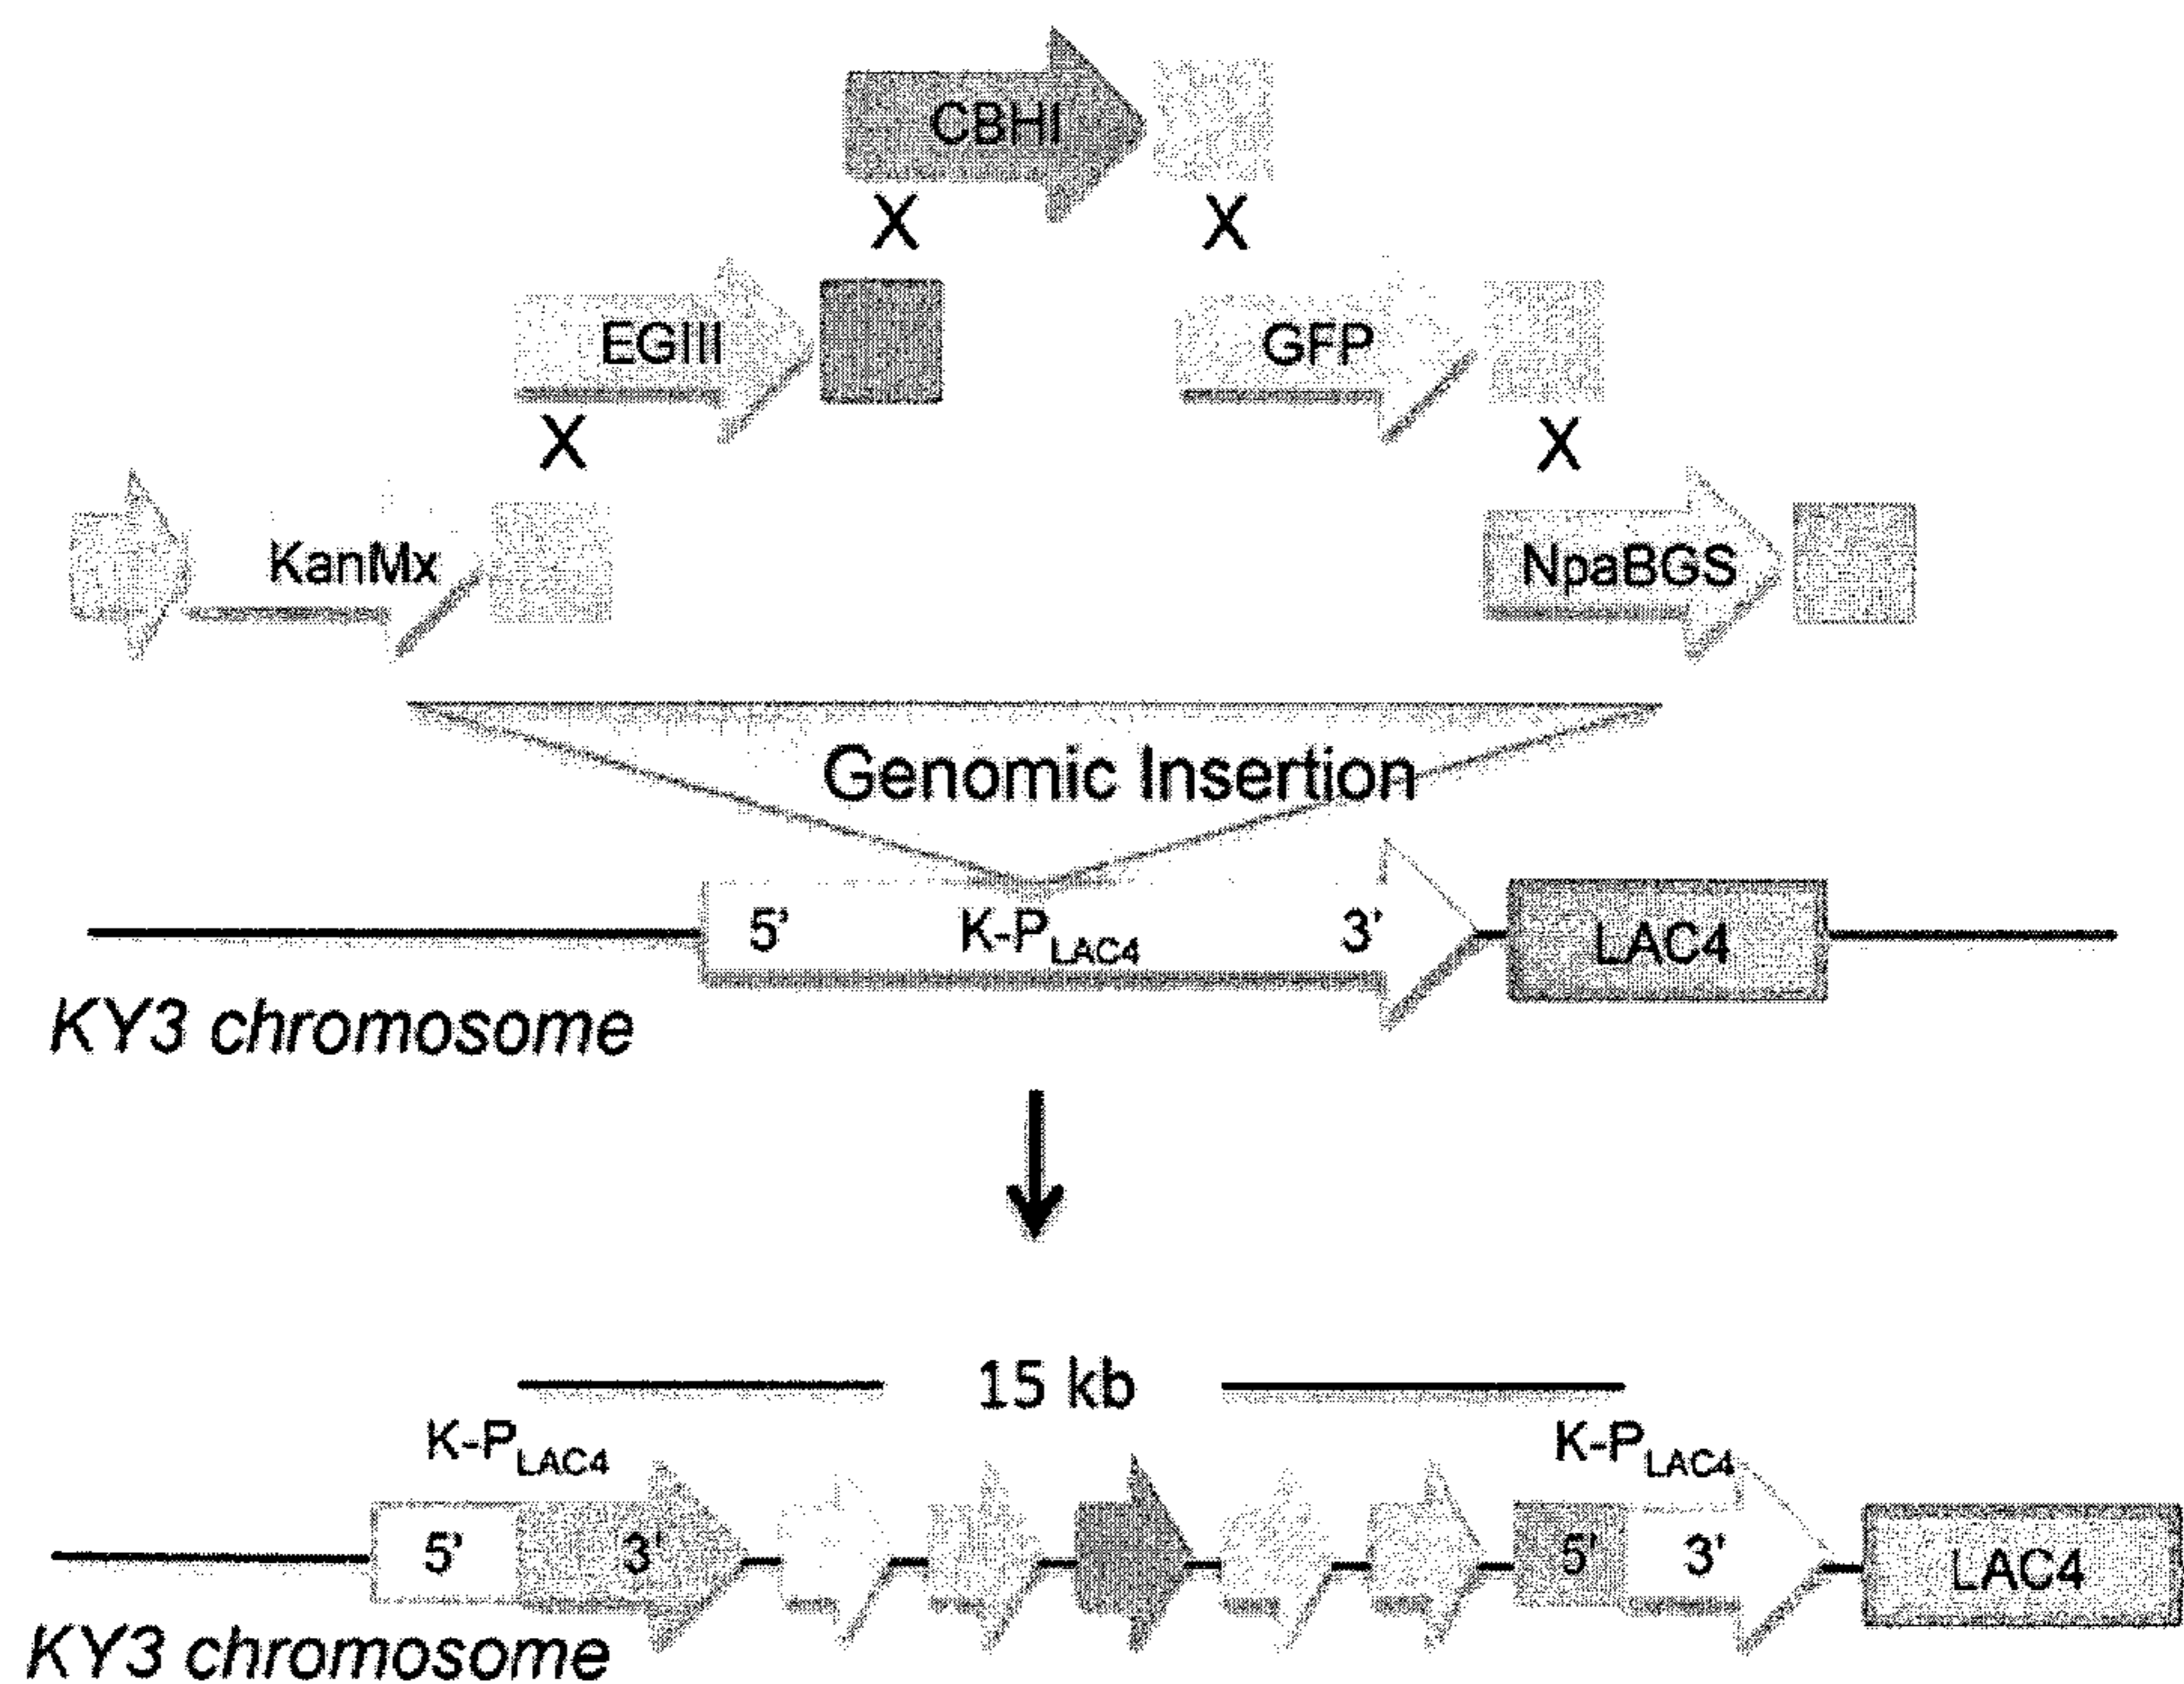 CBHI
X X
EGIII GFP
X X
KanMx NpaBGS
Genomic Insertion
5' K-PLAC4 3' LAC4
KY3 chromosome
15 kb
K-PLAC4 K-PLAC4
5' 3' 5' 3' LAC4
KY3 chromosome